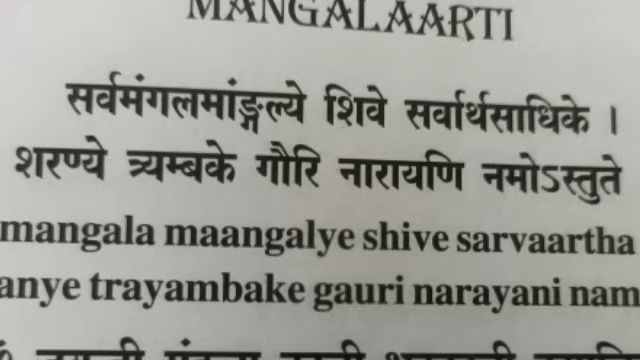 MANGALAARTI
सर्वमंगलमांङ्गल्ये शिवे सर्वार्थसाधिके ।
शरण्ये त्र्यम्बके गौरि नारायणि नमोऽस्तुते
mangala maangalye shive sarvaartha
anye trayambake gauri narayani nam